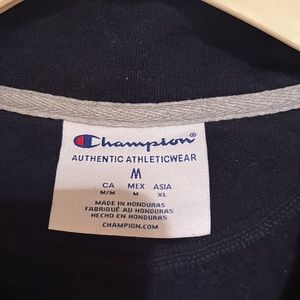 Champion
AUTHENTIC ATHLETICWEAR
M
CA MEX ASIA
M/M M XL
MADE IN HONDURAS
FABRIQUÉ AU HONDURAS
HECHO EN HONDURAS
CHAMPION.COM